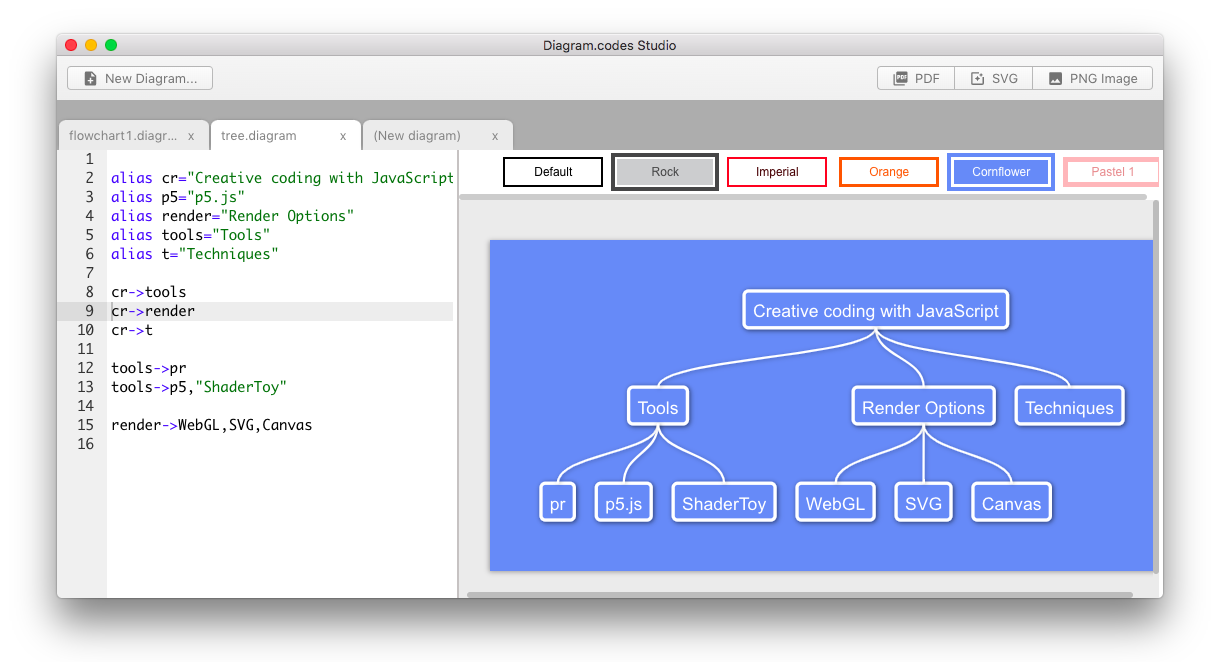 Diagram.codes Studio
New Diagram...
PDF SVG PNG Image
flowchart1.diagr... x tree.diagram x (New diagram) x
Default Rock Imperial Orange Cornflower Pastel 1
1
2 alias cr="Creative coding with JavaScript
3 alias p5="p5.js"
4 alias render="Render Options"
5 alias tools="Tools"
6 alias t="Techniques"
7
8 cr->tools
9 cr->render
10 cr->t
11
12 tools->pr
13 tools->p5,"ShaderToy"
14
15 render->WebGL,SVG,Canvas
16
Creative coding with JavaScript
Tools Render Options Techniques
pr p5.js ShaderToy WebGL SVG Canvas